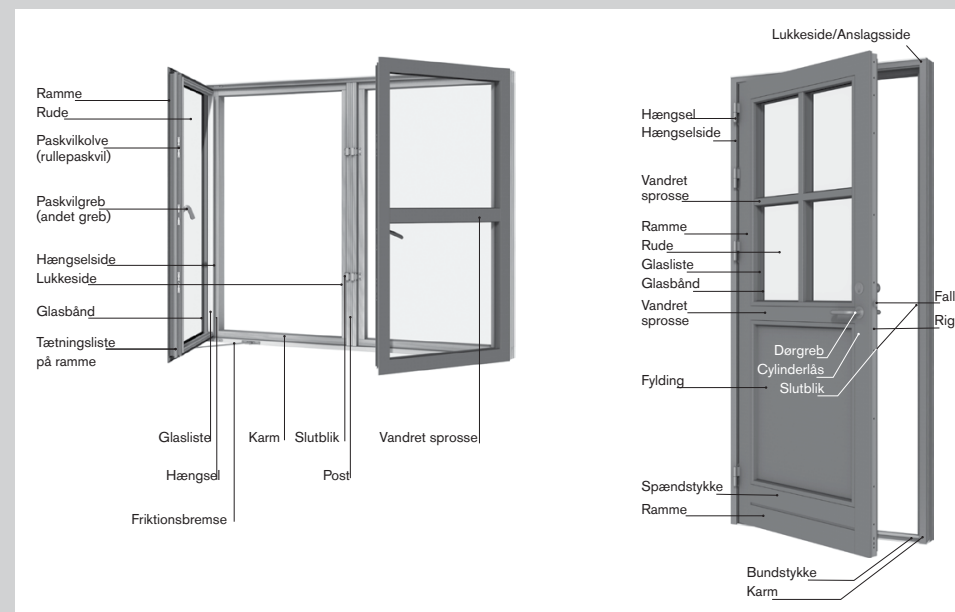 Ramme
Rude
Paskvilkolve
(rullepaskvil)
Paskvilgreb
(andet greb)
Hængselside
Lukkeside
Glasbånd
Tætningsliste
på ramme
Glasliste
Karm
Slutblik
Vandret sprosse
Hængsel
Post
Friktionsbremse
Lukkeside/Anslagsside
Hængsel
Hængselside
Vandret
sprosse
Ramme
Rude
Glasliste
Glasbånd
Vandret
sprosse
Fall
Rig
Dørgreb
Cylinderlås
Slutblik
Fylding
Spændstykke
Ramme
Bundstykke
Karm